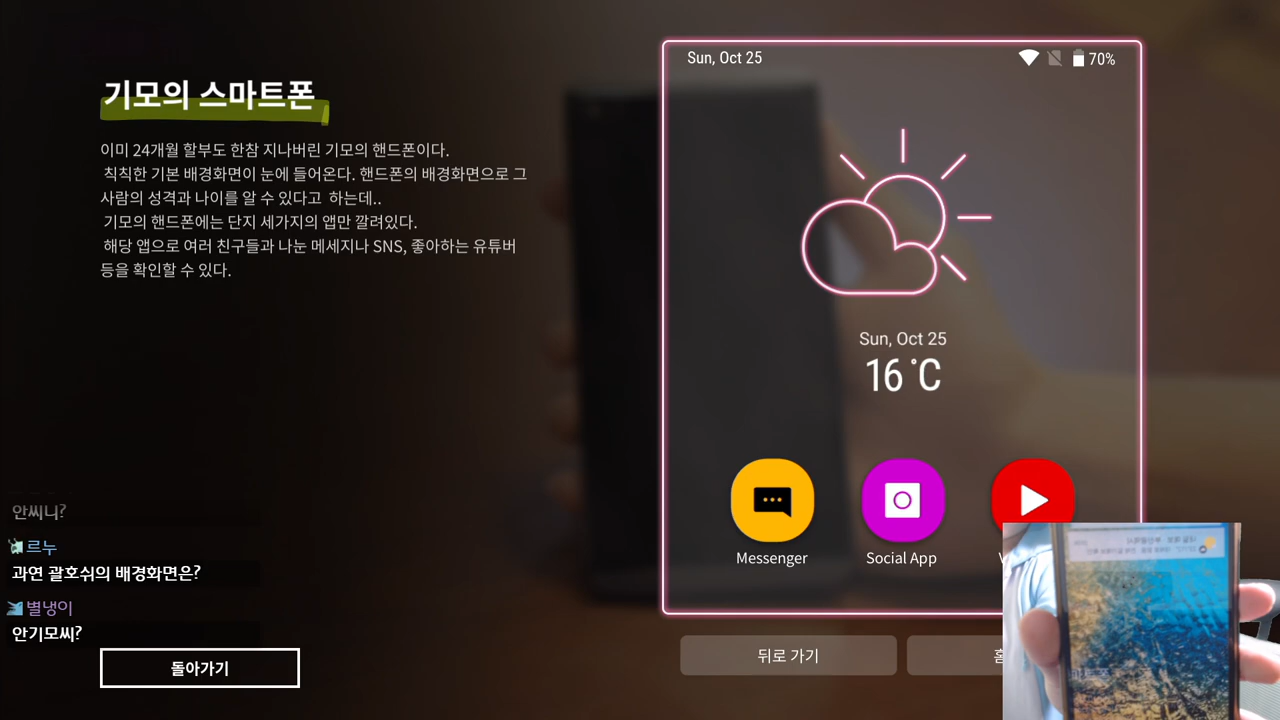 기모의 스마트폰
이미 24개월 할부도 한참 지나버린 기모의 핸드폰이다.
칙칙한 기본 배경화면이 눈에 들어온다. 핸드폰의 배경화면으로 그
사람의 성격과 나이를 알 수 있다고 하는데..
기모의 핸드폰에는 단지 세가지의 앱만 깔려있다.
해당 앱으로 여러 친구들과 나눈 메세지나 SNS, 좋아하는 유튜버
등을 확인할 수 있다.
안씨니?
르누
과연 괄호쉬의 배경화면은?
별냉이
안기모씨?
돌아가기
Sun, Oct 25
70%
Sun, Oct 25
16 °C
Messenger
Social App
뒤로 가기